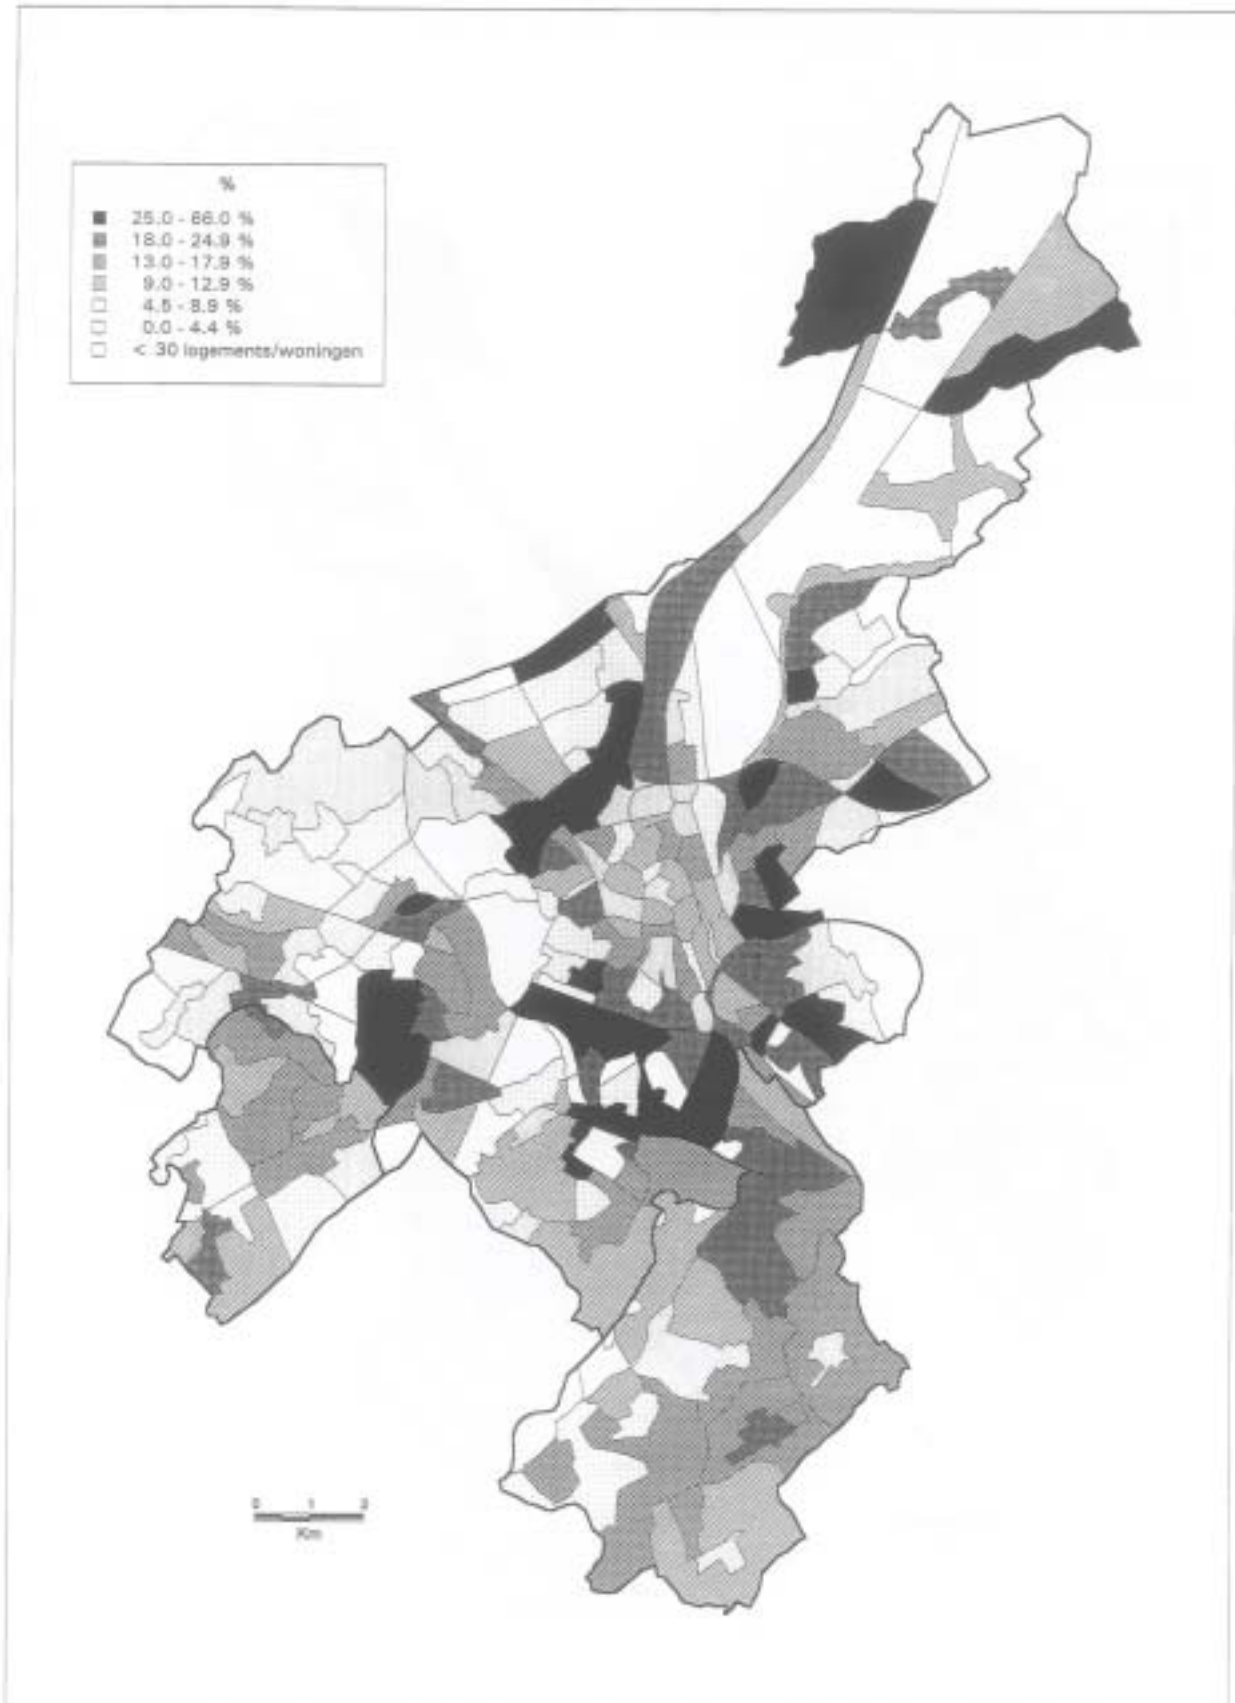 %
25.0 - 66.0 %
18.0 - 24.9 %
13.0 - 17.9 %
9.0 - 12.9 %
4.5 - 8.9 %
0.0 - 4.4 %
< 30 logements/woningen
0 1 2
Km